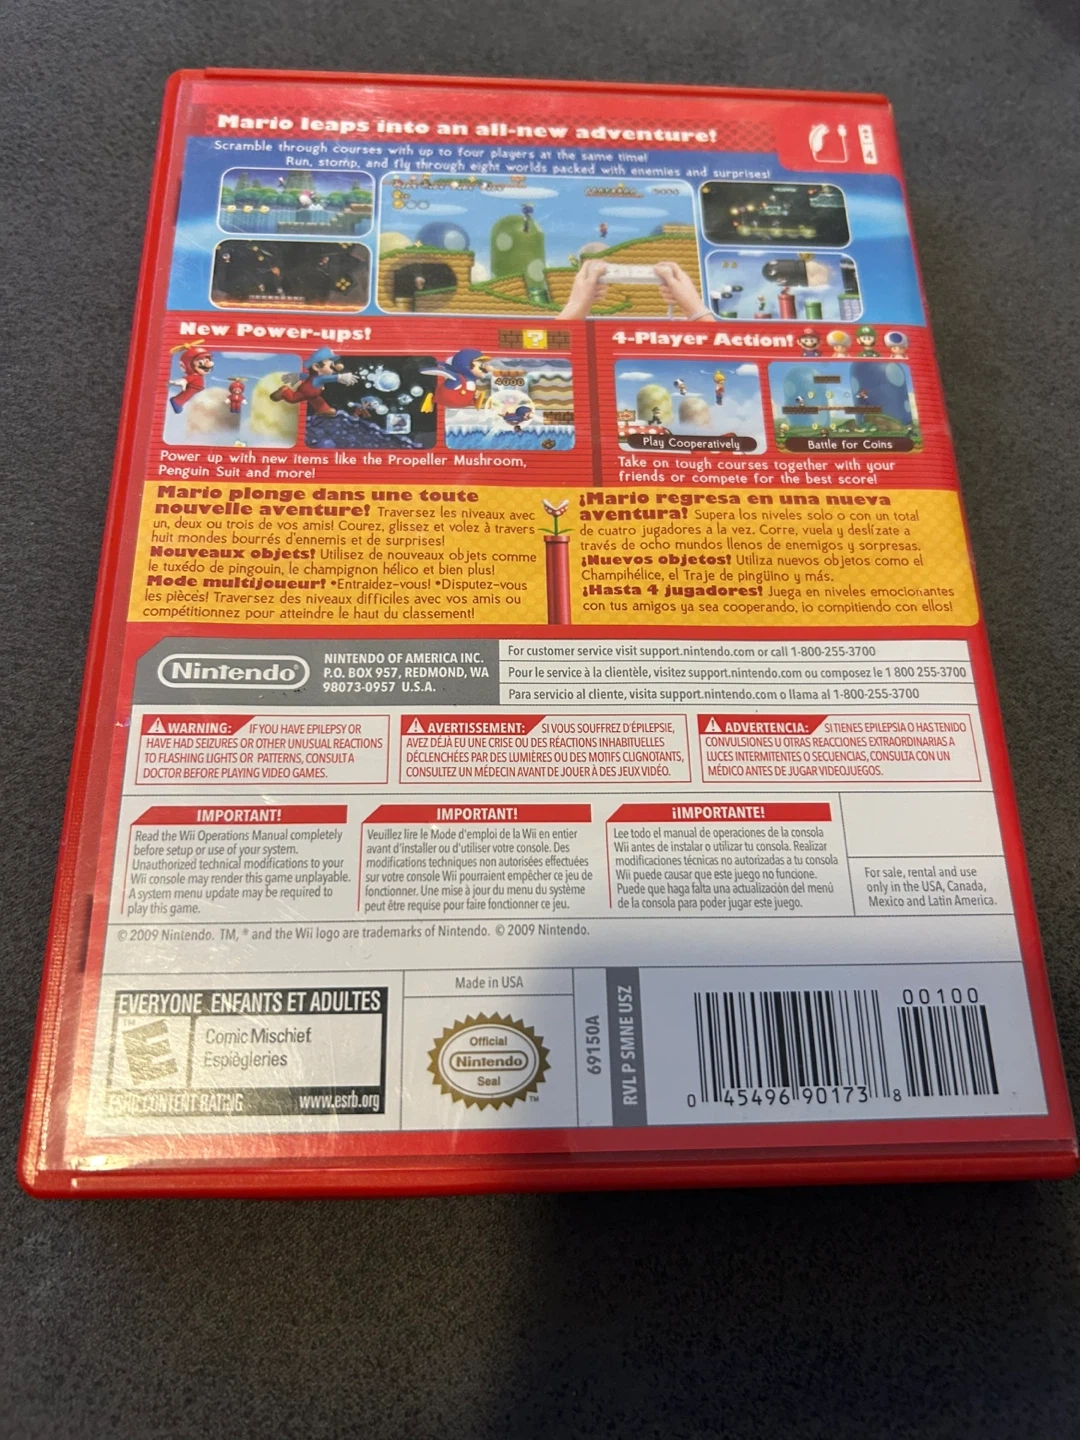 Mario leaps into an all-new adventure!
Scramble through courses with up to four players at the same time!
Run, stomp, and fly through eight worlds packed with enemies and surprises!
New Power-ups!
4-Player Action!
4000
Play Cooperatively
Battle for Coins
Power up with new items like the Propeller Mushroom,
Penguin Suit and more!
Take on tough courses together with your
friends or compete for the best score!
Mario plonge dans une toute
nouvelle aventure! Traversez les niveaux avec
un, deux ou trois de vos amis! Courez, glissez et volez à travers
huit mondes bourrés d'ennemis et de surprises!
Nouveaux objets! Utilisez de nouveaux objets comme
le tuxédo de pingouin, le champignon hélico et bien plus!
Mode multijoueur! •Entraidez-vous! •Disputez-vous
les pièces! Traversez des niveaux difficiles avec vos amis ou
compétitionnez pour atteindre le haut du classement!
¡Mario regresa en una nueva
aventura! Supera los niveles solo o con un total
de cuatro jugadores a la vez. Corre, vuela y deslízate a
través de ocho mundos llenos de enemigos y sorpresas.
¡Nuevos objetos! Utiliza nuevos objetos como el
Champihélice, el Traje de pingüino y más.
¡Hasta 4 jugadores! Juega en niveles emocionantes
con tus amigos ya sea cooperando, ¡o compitiendo con ellos!
Nintendo®
NINTENDO OF AMERICA INC.
P.O. BOX 957, REDMOND, WA
98073-0957 U.S.A.
For customer service visit support.nintendo.com or call 1-800-255-3700
Pour le service à la clientèle, visitez support.nintendo.com ou composez le 1 800 255-3700
Para servicio al cliente, visita support.nintendo.com o llama al 1-800-255-3700
WARNING: IF YOU HAVE EPILEPSY OR
HAVE HAD SEIZURES OR OTHER UNUSUAL REACTIONS
TO FLASHING LIGHTS OR PATTERNS, CONSULT A
DOCTOR BEFORE PLAYING VIDEO GAMES.
AVERTISSEMENT: SI VOUS SOUFFREZ D'ÉPILEPSIE,
AVEZ DÉJÀ EU UNE CRISE OU DES RÉACTIONS INHABITUELLES
DÉCLENCHÉES PAR DES LUMIÈRES OU DES MOTIFS CLIGNOTANTS,
CONSULTEZ UN MÉDECIN AVANT DE JOUER À DES JEUX VIDÉO.
ADVERTENCIA: SI TIENES EPILEPSIA O HAS TENIDO
CONVULSIONES U OTRAS REACCIONES EXTRAORDINARIAS A
LUCES INTERMITENTES O SECUENCIAS, CONSULTA CON UN
MÉDICO ANTES DE JUGAR VIDEOJUEGOS.
IMPORTANT!
Read the Wii Operations Manual completely
before setup or use of your system.
Unauthorized technical modifications to your
Wii console may render this game unplayable.
A system menu update may be required to
play this game.
IMPORTANT!
Veuillez lire le Mode d'emploi de la Wii en entier
avant d'installer ou d'utiliser votre console. Des
modifications techniques non autorisées effectuées
sur votre console Wii pourraient empêcher ce jeu de
fonctionner. Une mise à jour du menu du système
peut être requise pour faire fonctionner ce jeu.
¡IMPORTANTE!
Lee todo el manual de operaciones de la consola
Wii antes de instalar o utilizar tu consola. Realizar
modificaciones técnicas no autorizadas a tu consola
Wii puede causar que este juego no funcione.
Puede que haga falta una actualización del menú
de la consola para poder jugar este juego.
For sale, rental and use
only in the USA, Canada,
Mexico and Latin America.
© 2009 Nintendo. TM, ® and the Wii logo are trademarks of Nintendo. © 2009 Nintendo.
EVERYONE ENFANTS ET ADULTES
E
TM
Comic Mischief
Espiègleries
ESRB CONTENT RATING
www.esrb.org
Made in USA
Official
Nintendo
Seal
TM
69150A
RVL P SMNE USZ
00100
0 45496 90173 8